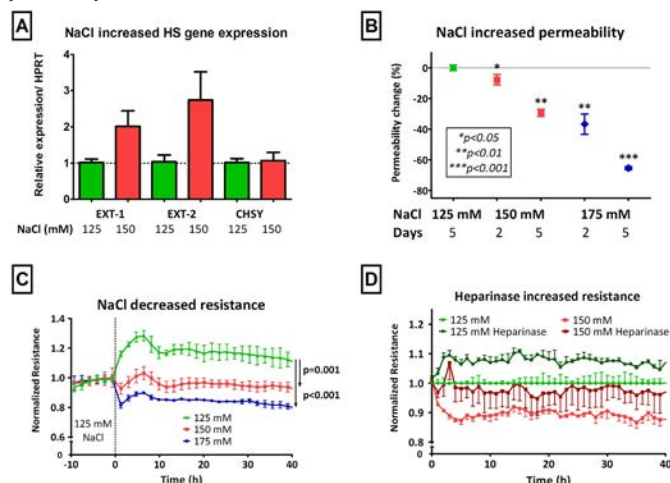 A
NaCl increased HS gene expression
Relative expression/ HPRT
4
3
2
1
0
EXT-1 EXT-2 CHSY
NaCl (mM) 125 150 125 150 125 150
B
NaCl increased permeability
Permeability change (%)
0
-20
-40
-60
-80
*
**
**
***
*p<0.05
**p<0.01
***p<0.001
NaCl 125 mM 150 mM 175 mM
Days 5 2 5 2 5
C
NaCl decreased resistance
Normalized Resistance
1.4
1.2
1.0
0.8
0.6
0
125 mM
NaCl
p=0.001
p<0.001
125 mM
150 mM
175 mM
-10 0 10 20 30 40
Time (h)
D
Heparinase increased resistance
125 mM 150 mM
125 mM Heparinase 150 mM Heparinase
Normalized Resistance
1.2
1.1
1.0
0.9
0.8
0
0 10 20 30 40
Time (h)